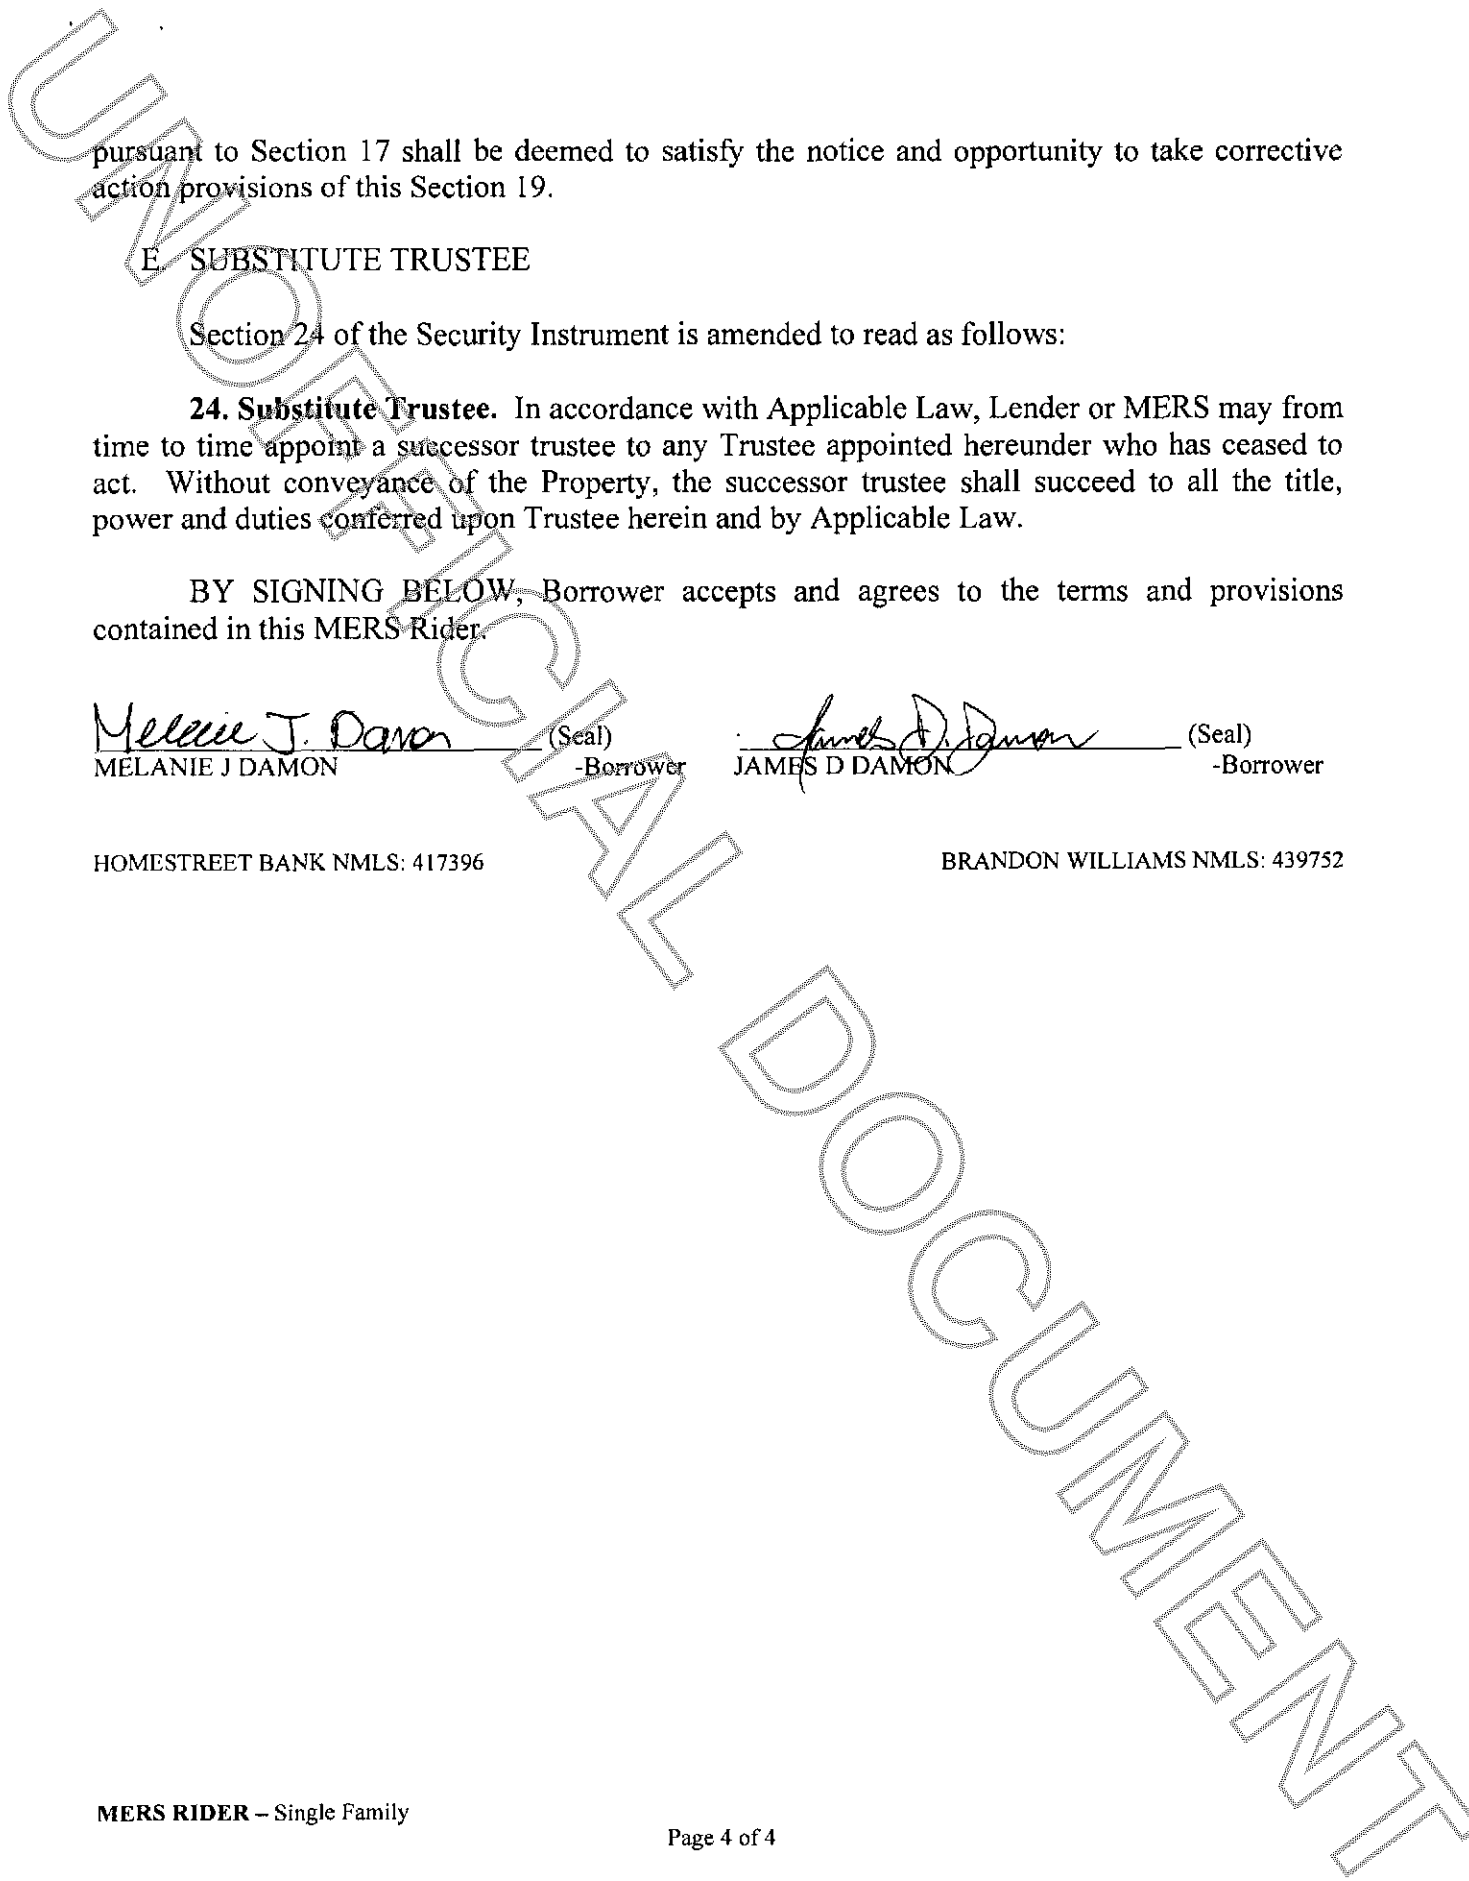 pursuant to Section 17 shall be deemed to satisfy the notice and opportunity to take corrective
action provisions of this Section 19.
E. SUBSTITUTE TRUSTEE
Section 24 of the Security Instrument is amended to read as follows:
24. Substitute Trustee. In accordance with Applicable Law, Lender or MERS may from
time to time appoint a successor trustee to any Trustee appointed hereunder who has ceased to
act. Without conveyance of the Property, the successor trustee shall succeed to all the title,
power and duties conferred upon Trustee herein and by Applicable Law.
BY SIGNING BELOW, Borrower accepts and agrees to the terms and provisions
contained in this MERS Rider.
Melanie J. Damon (Seal) James D. Damon (Seal)
MELANIE J DAMON -Borrower JAMES D DAMON -Borrower
HOMESTREET BANK NMLS: 417396 BRANDON WILLIAMS NMLS: 439752
MERS RIDER – Single Family
Page 4 of 4
UNOFFICIAL DOCUMENT